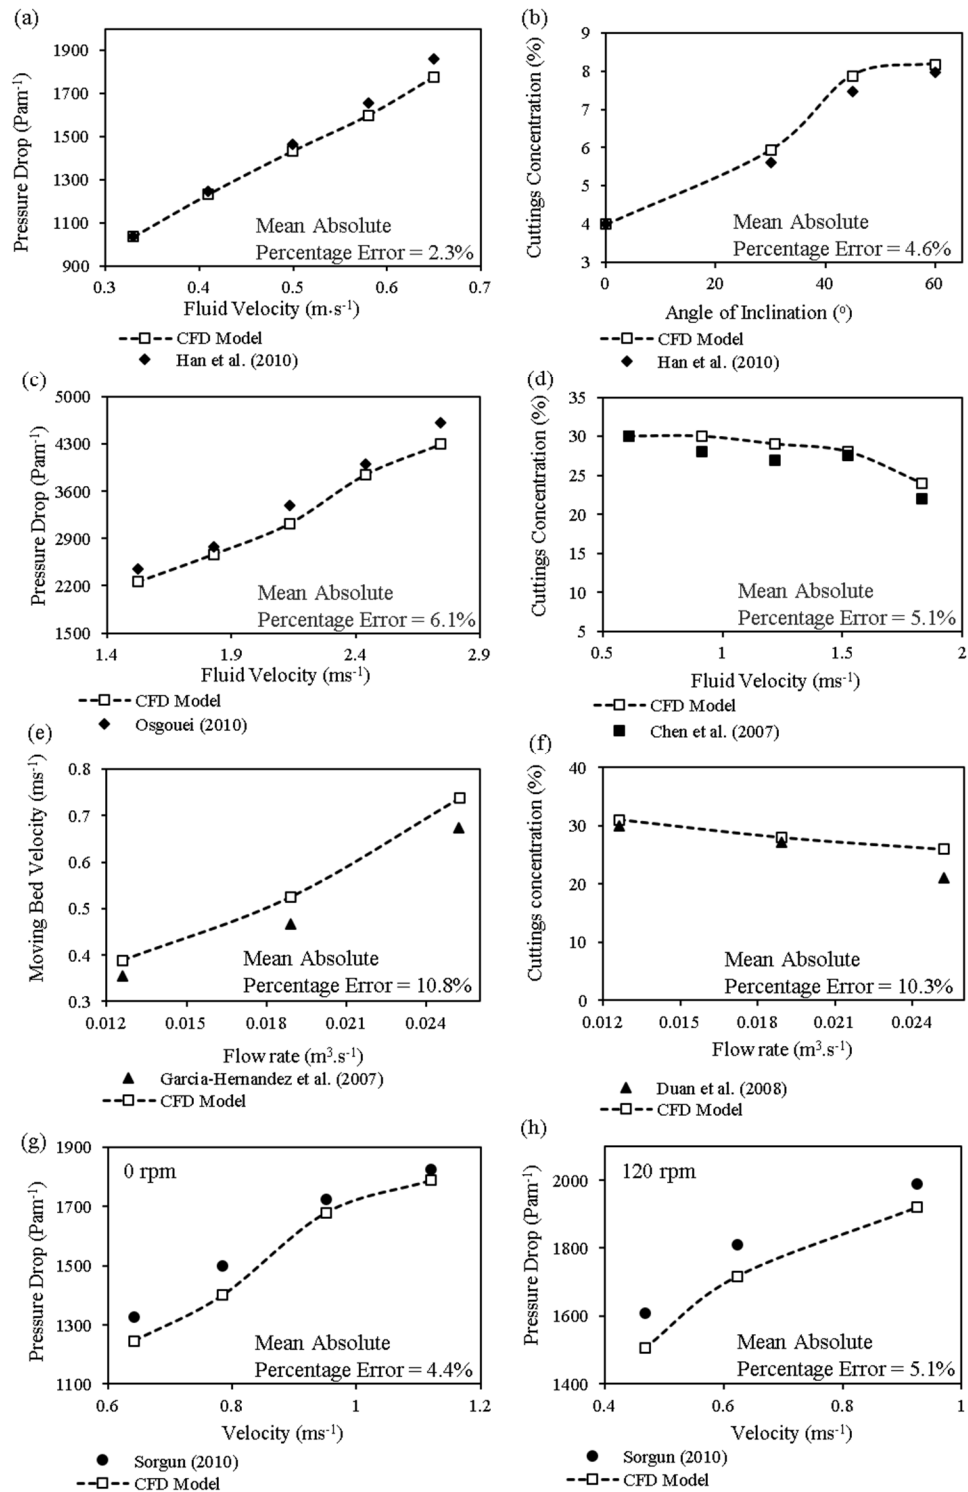 (a)
Pressure Drop (Pam-1)
1900
1700
1500
1300
1100
900
0.3 0.4 0.5 0.6 0.7
Mean Absolute
Percentage Error = 2.3%
Fluid Velocity (m·s-1)
CFD Model
Han et al. (2010)
(b)
Cuttings Concentration (%)
9
8
7
6
5
4
3
0 20 40 60
Mean Absolute
Percentage Error = 4.6%
Angle of Inclination (o)
CFD Model
Han et al. (2010)
(c)
Pressure Drop (Pam-1)
5000
4300
3600
2900
2200
1500
1.4 1.9 2.4 2.9
Mean Absolute
Percentage Error = 6.1%
Fluid Velocity (ms-1)
CFD Model
Osgouei (2010)
(d)
Cuttings Concentration (%)
35
30
25
20
15
10
5
0.5 1 1.5 2
Mean Absolute
Percentage Error = 5.1%
Fluid Velocity (ms-1)
CFD Model
Chen et al. (2007)
(e)
Moving Bed Velocity (ms-1)
0.8
0.7
0.6
0.5
0.4
0.3
0.012 0.015 0.018 0.021 0.024
Mean Absolute
Percentage Error = 10.8%
Flow rate (m3.s-1)
Garcia-Hernandez et al. (2007)
CFD Model
(f)
Cuttings concentration (%)
40
30
20
10
0
0.012 0.015 0.018 0.021 0.024
Mean Absolute
Percentage Error = 10.3%
Flow rate (m3.s-1)
Duan et al. (2008)
CFD Model
(g)
Pressure Drop (Pam-1)
1900
1700
1500
1300
1100
0 rpm
0.6 0.8 1 1.2
Mean Absolute
Percentage Error = 4.4%
Velocity (ms-1)
Sorgun (2010)
CFD Model
(h)
Pressure Drop (Pam-1)
2000
1800
1600
1400
120 rpm
0.4 0.6 0.8 1
Mean Absolute
Percentage Error = 5.1%
Velocity (ms-1)
Sorgun (2010)
CFD Model